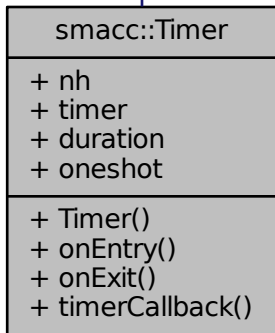 smacc::Timer
+ nh
+ timer
+ duration
+ oneshot
+ Timer()
+ onEntry()
+ onExit()
+ timerCallback()